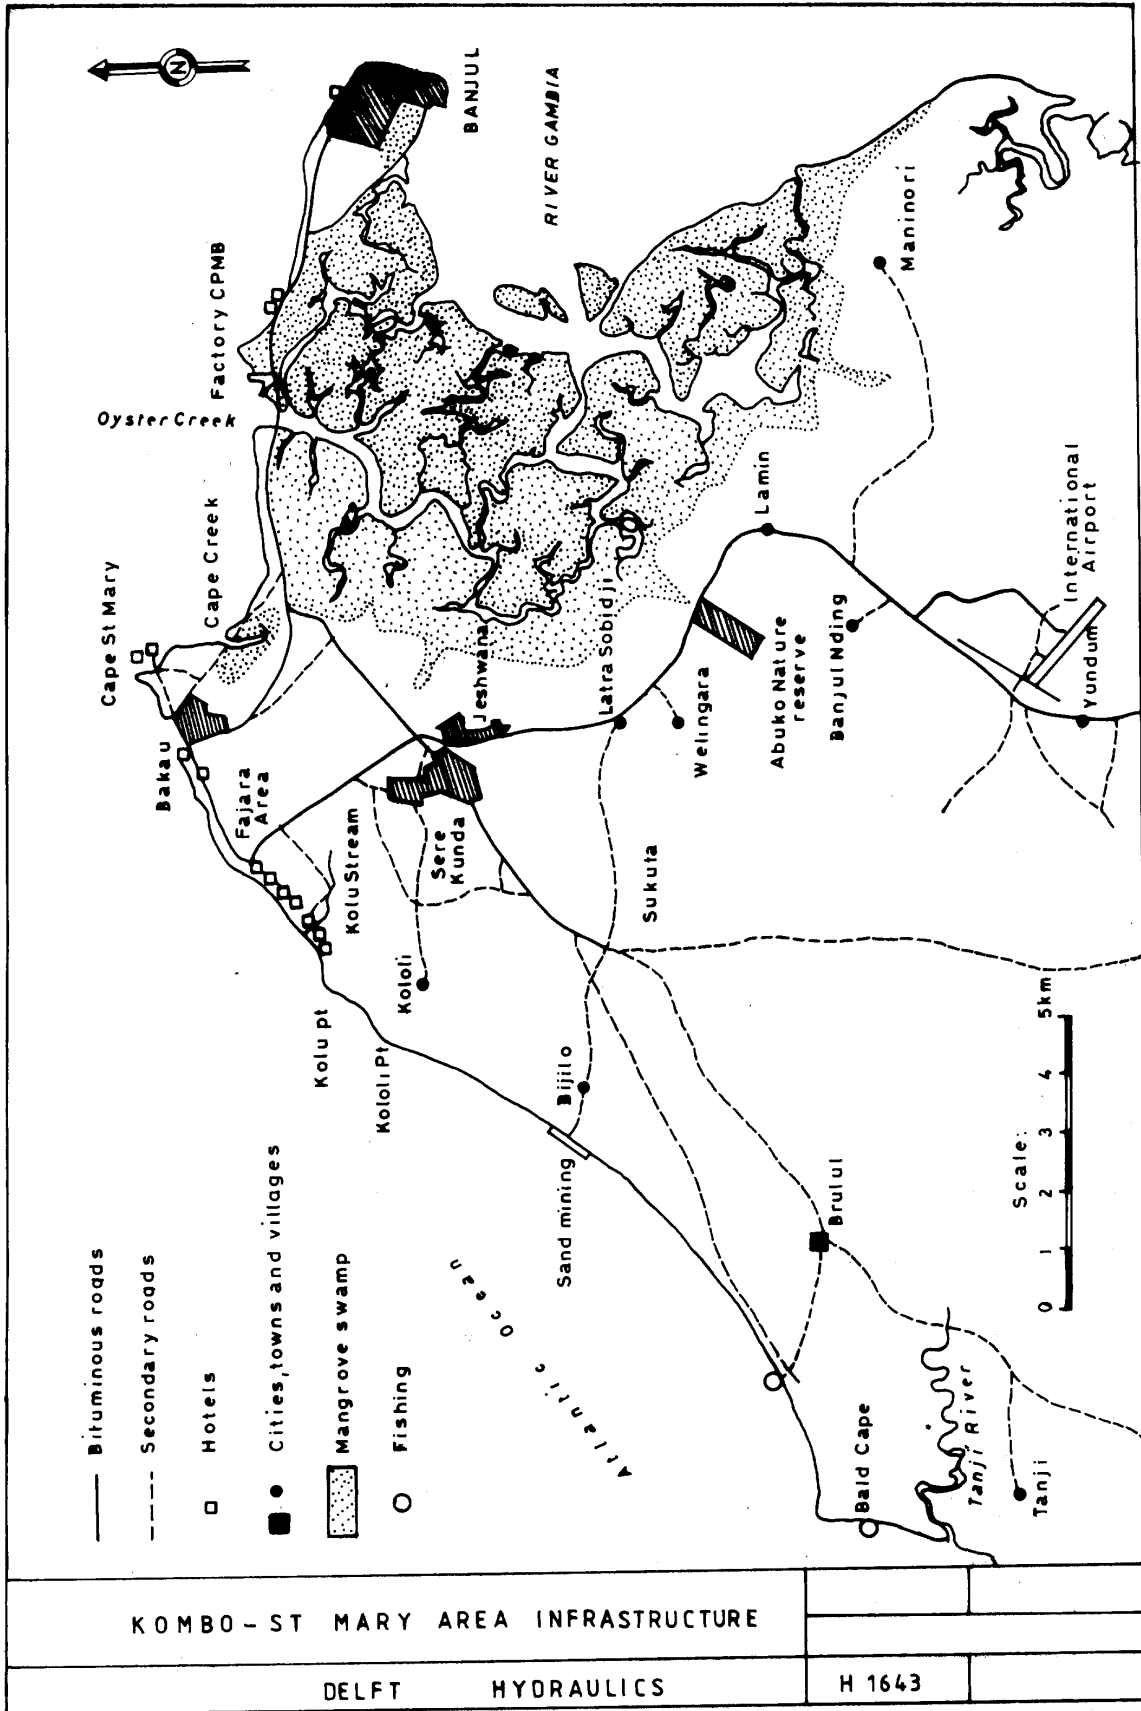 N
BANJUL
RIVER GAMBIA
Factory CPMB
Oyster Creek
Cape Creek
Cape St Mary
Maninori
Lamin
International
Airport
Yundum
Banjul Nding
Abuko Nature
reserve
Welingara
Latra Sobidji
Jeshwana
Bakau
Fajara
Area
Kolu Stream
Sere
Kunda
Sukuta
Kololi
Kolu pt
Kololi Pt
Bijilo
Sand mining
Brulul
Atlantic Ocean
Bald Cape
Tanji River
Tanji
Scale:
0 1 2 3 4 5km
Bituminous roads
Secondary roads
Hotels
Cities, towns and villages
Mangrove swamp
Fishing
KOMBO - ST MARY AREA INFRASTRUCTURE
DELFT HYDRAULICS
H 1643